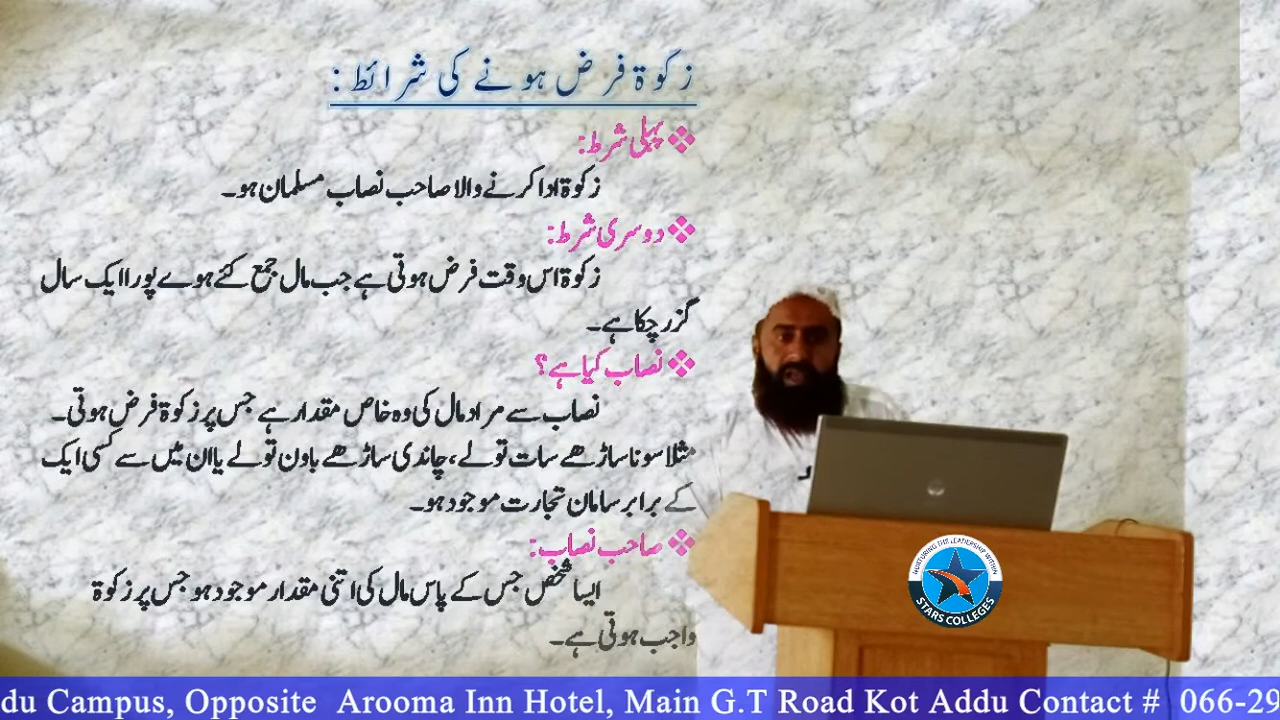 زکوۃ فرض ہونے کی شرائط :
پہلی شرط:
زکوۃ ادا کرنے والا صاحب نصاب مسلمان ہو۔
دوسری شرط:
زکوۃ اس وقت فرض ہوتی ہے جب مال جمع کئے ہوے پورا ایک سال
گزر چکا ہے۔
نصاب کیا ہے؟
نصاب سے مراد مال کی وہ خاص مقدار ہے جس پر زکوۃ فرض ہوتی۔
مثلا سونا ساڑھے سات تولے، چاندی ساڑھے باون تولے یا ان میں سے کسی ایک
کے برابر سامان تجارت موجود ہو۔
صاحب نصاب:
ایسا شخص جس کے پاس مال کی اتنی مقدار موجود ہو جس پر زکوۃ
واجب ہوتی ہے۔
NURTURING THE LEADERSHIP WITHIN
STARS COLLEGES
du Campus, Opposite Arooma Inn Hotel, Main G.T Road Kot Addu Contact # 066-29